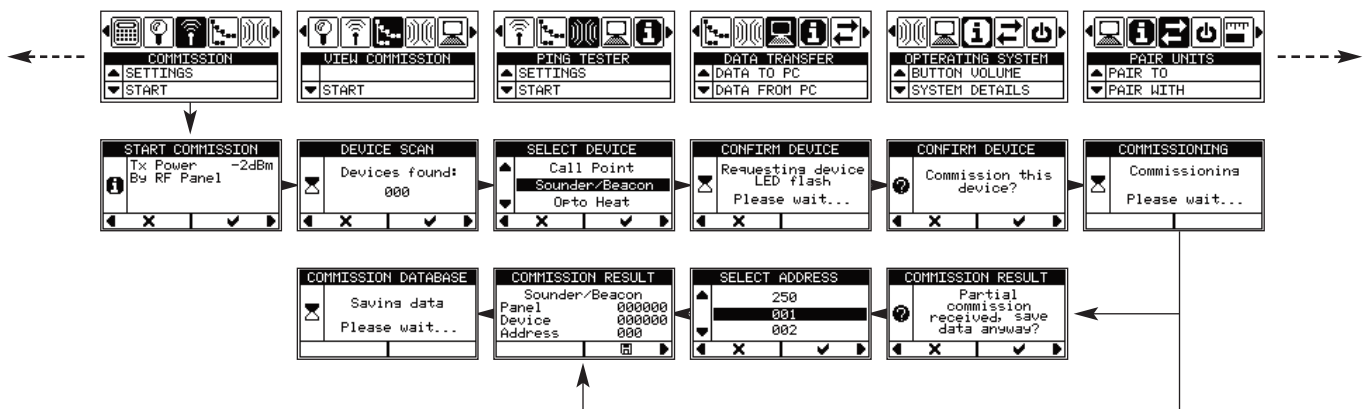 COMMISSION
SETTINGS
START
VIEW COMMISSION
START
PING TESTER
SETTINGS
START
DATA TRANSFER
DATA TO PC
DATA FROM PC
OPTERATING SYSTEM
BUTTON VOLUME
SYSTEM DETAILS
PAIR UNITS
PAIR TO
PAIR WITH
START COMMISSION
Tx Power -2dBm
By RF Panel
DEVICE SCAN
Devices found:
000
SELECT DEVICE
Call Point
Sounder/Beacon
Opto Heat
CONFIRM DEVICE
Requesting device
LED flash
Please wait...
CONFIRM DEVICE
Commission this
device?
COMMISSIONING
Commissioning
Please wait...
COMMISSION DATABASE
Saving data
Please wait...
COMMISSION RESULT
Sounder/Beacon
Panel 000000
Device 000000
Address 000
SELECT ADDRESS
250
001
002
COMMISSION RESULT
Partial
commission
received, save
data anyway?